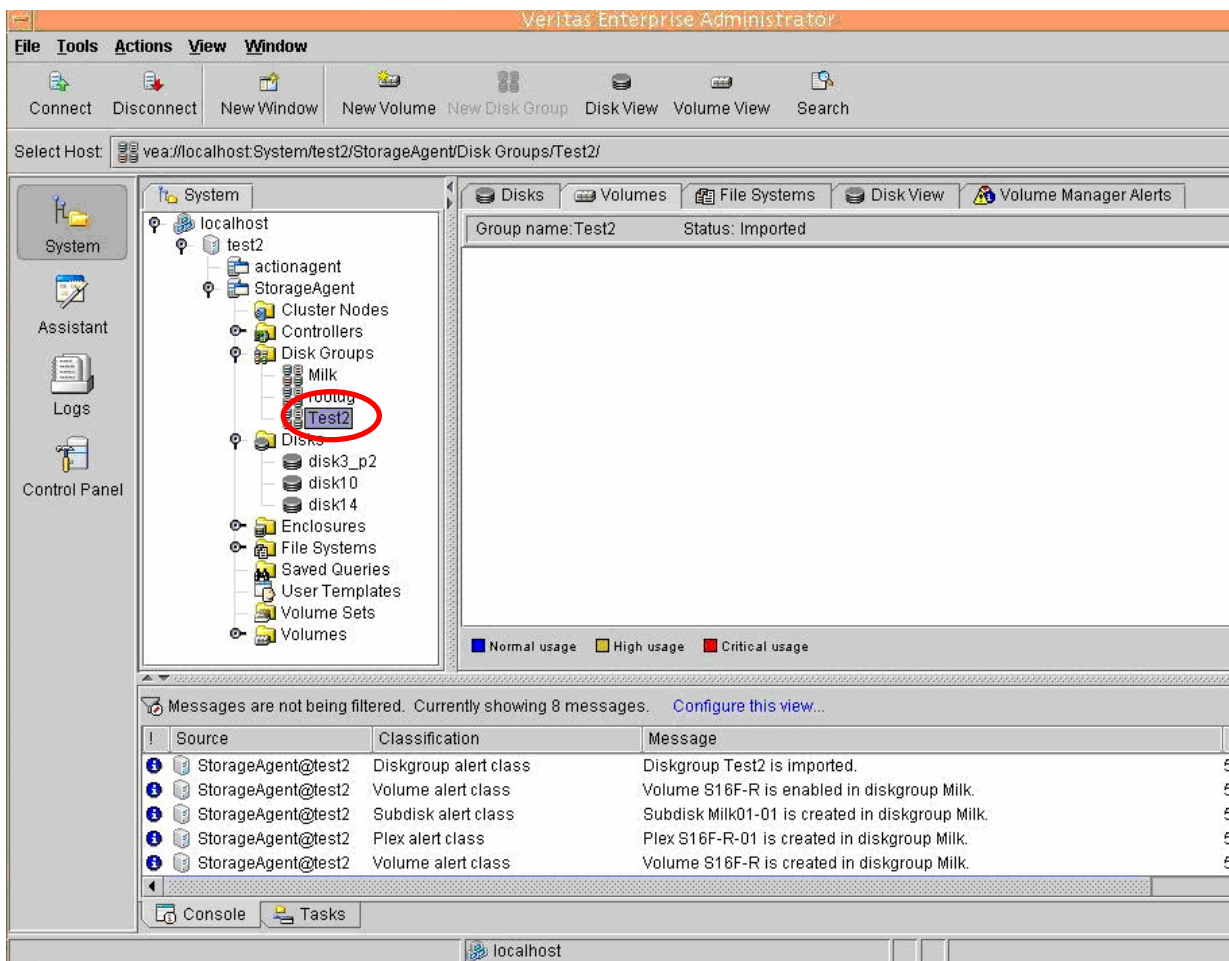 Veritas Enterprise Administrator
File Tools Actions View Window
Connect Disconnect New Window New Volume New Disk Group Disk View Volume View Search
Select Host: vea://localhost:System/test2/StorageAgent/Disk Groups/Test2/
System
Assistant
Logs
Control Panel
System
localhost
test2
actionagent
StorageAgent
Cluster Nodes
Controllers
Disk Groups
Milk
rootdg
Test2
Disks
disk3_p2
disk10
disk14
Enclosures
File Systems
Saved Queries
User Templates
Volume Sets
Volumes
Disks Volumes File Systems Disk View Volume Manager Alerts
Group name:Test2 Status: Imported
Normal usage High usage Critical usage
Messages are not being filtered. Currently showing 8 messages. Configure this view...
! Source Classification Message
StorageAgent@test2 Diskgroup alert class Diskgroup Test2 is imported. 5
StorageAgent@test2 Volume alert class Volume S16F-R is enabled in diskgroup Milk. 5
StorageAgent@test2 Subdisk alert class Subdisk Milk01-01 is created in diskgroup Milk. 5
StorageAgent@test2 Plex alert class Plex S16F-R-01 is created in diskgroup Milk. 5
StorageAgent@test2 Volume alert class Volume S16F-R is created in diskgroup Milk. 5
Console Tasks
localhost